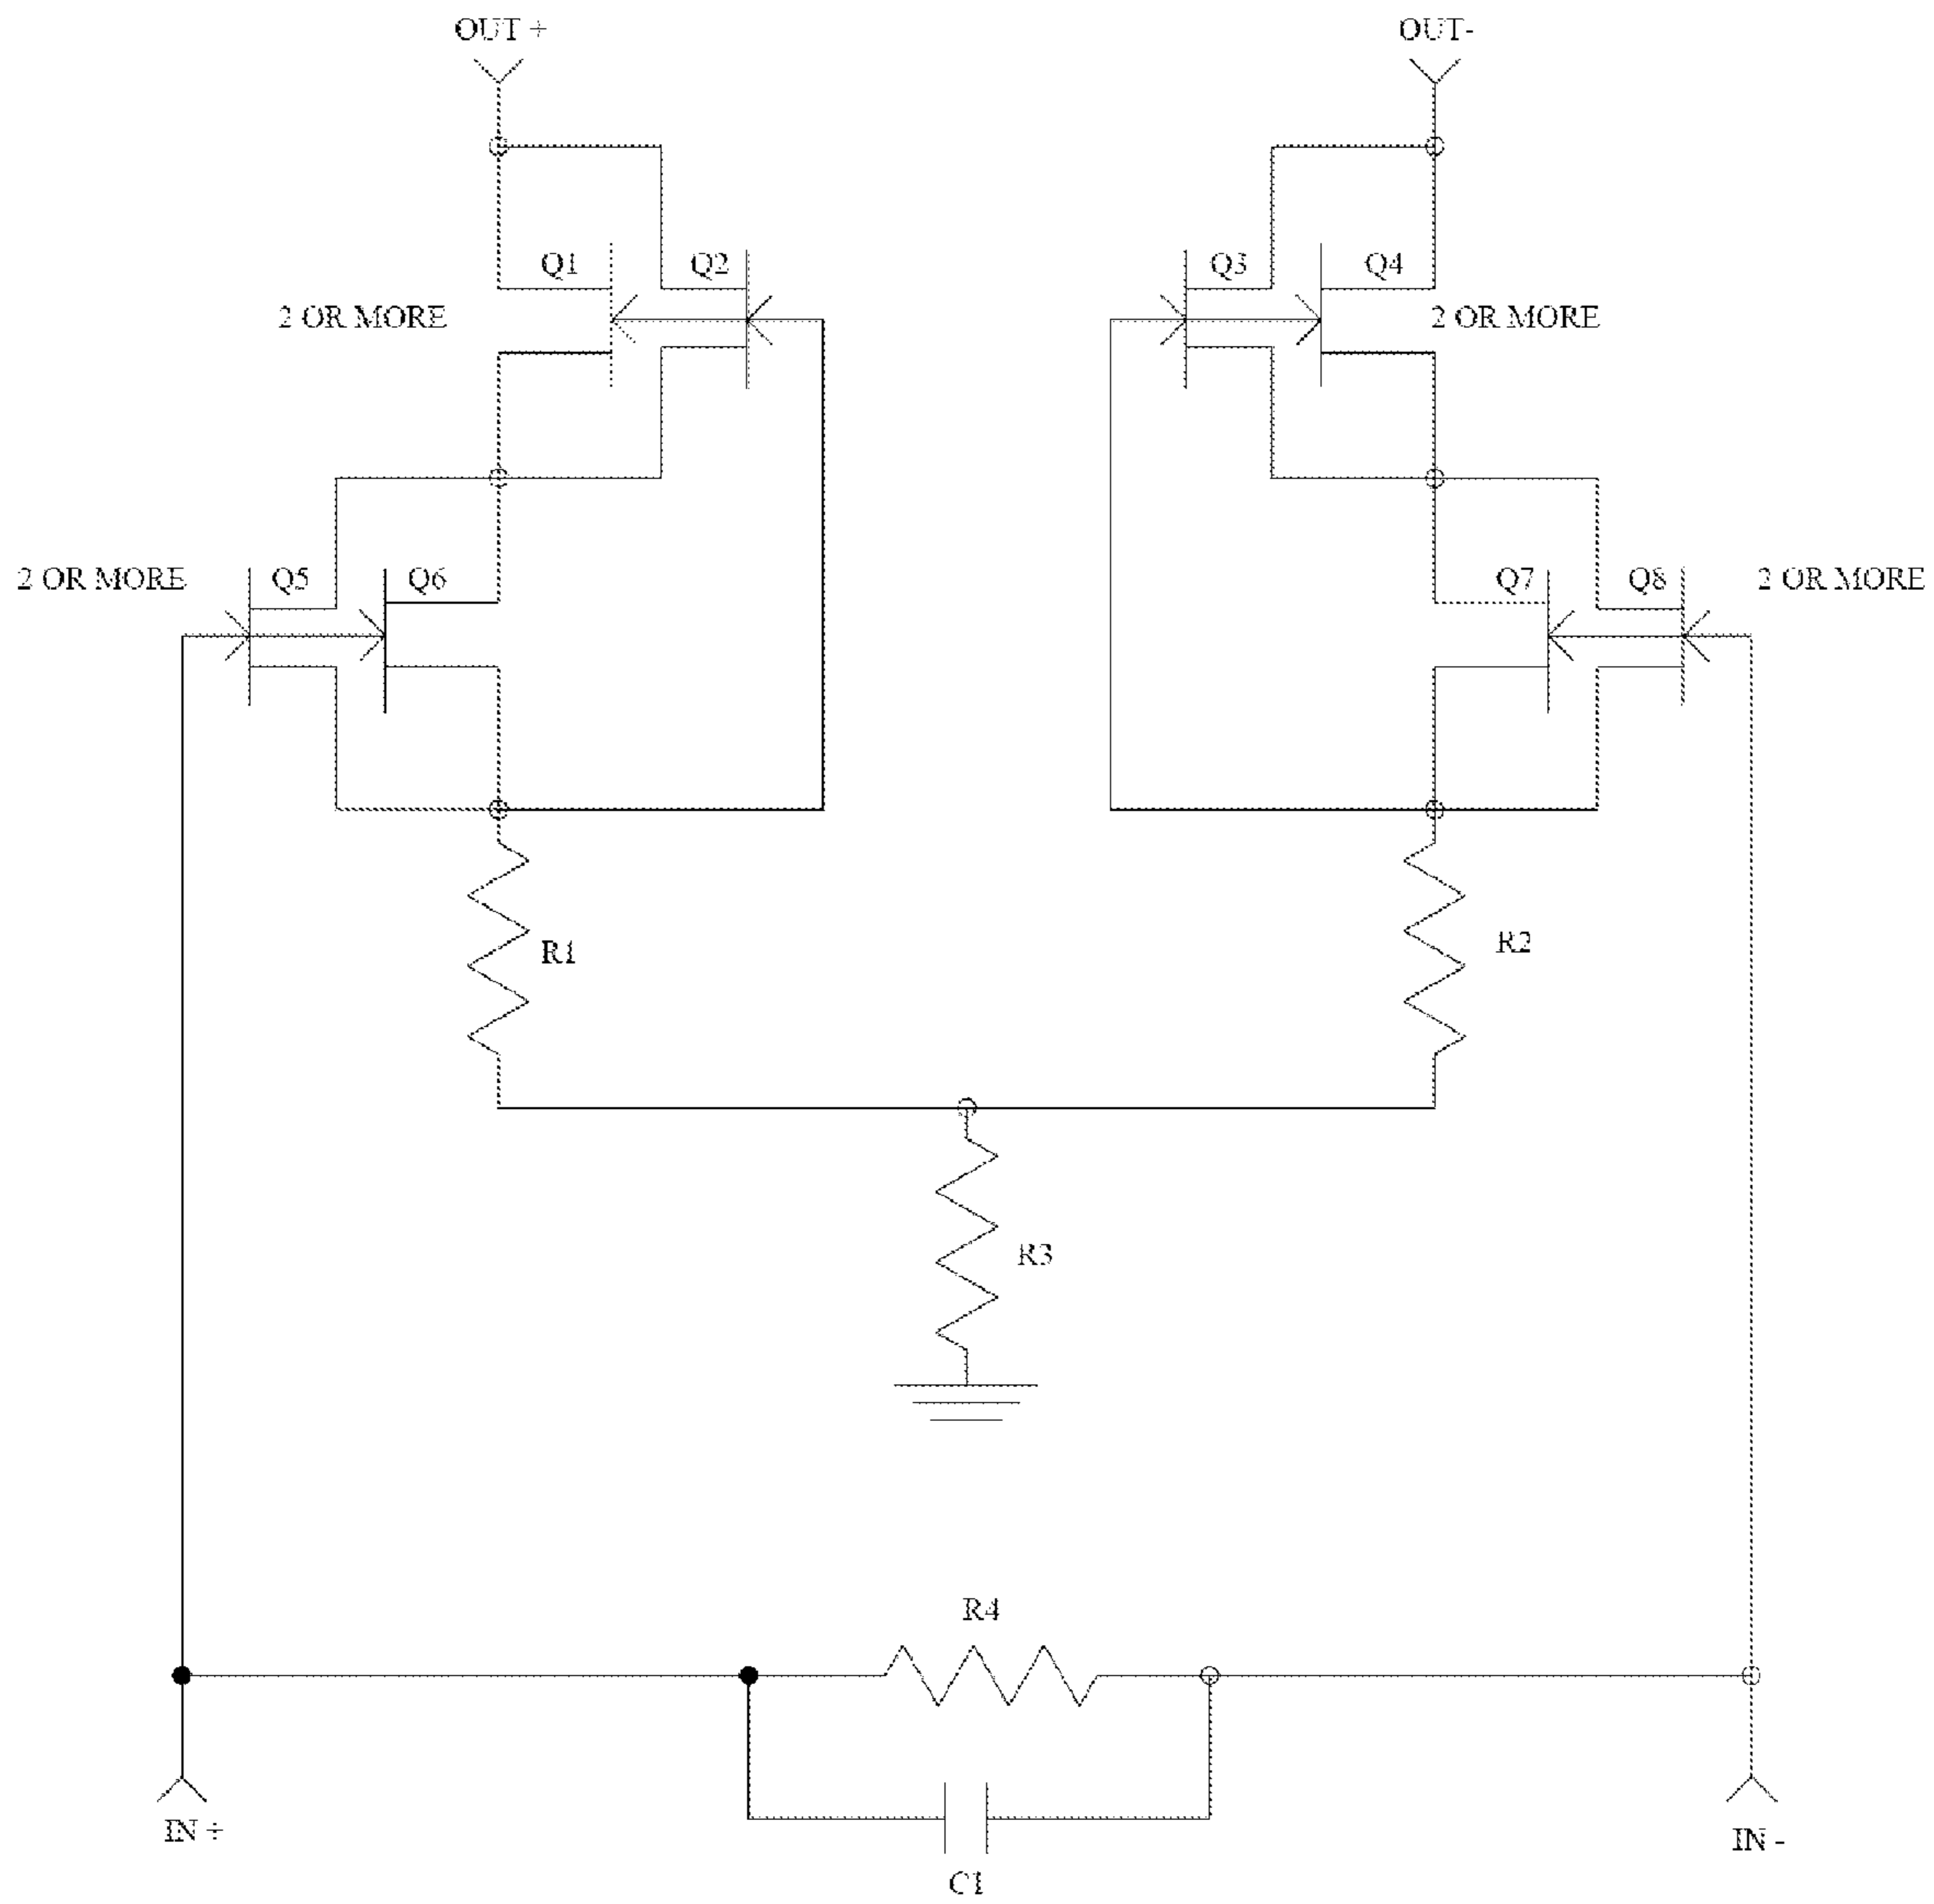 OUT +
OUT-
Q1
Q2
Q3
Q4
2 OR MORE
2 OR MORE
2 OR MORE
Q5
Q6
Q7
Q8
2 OR MORE
R1
R2
R3
R4
IN +
IN -
C1